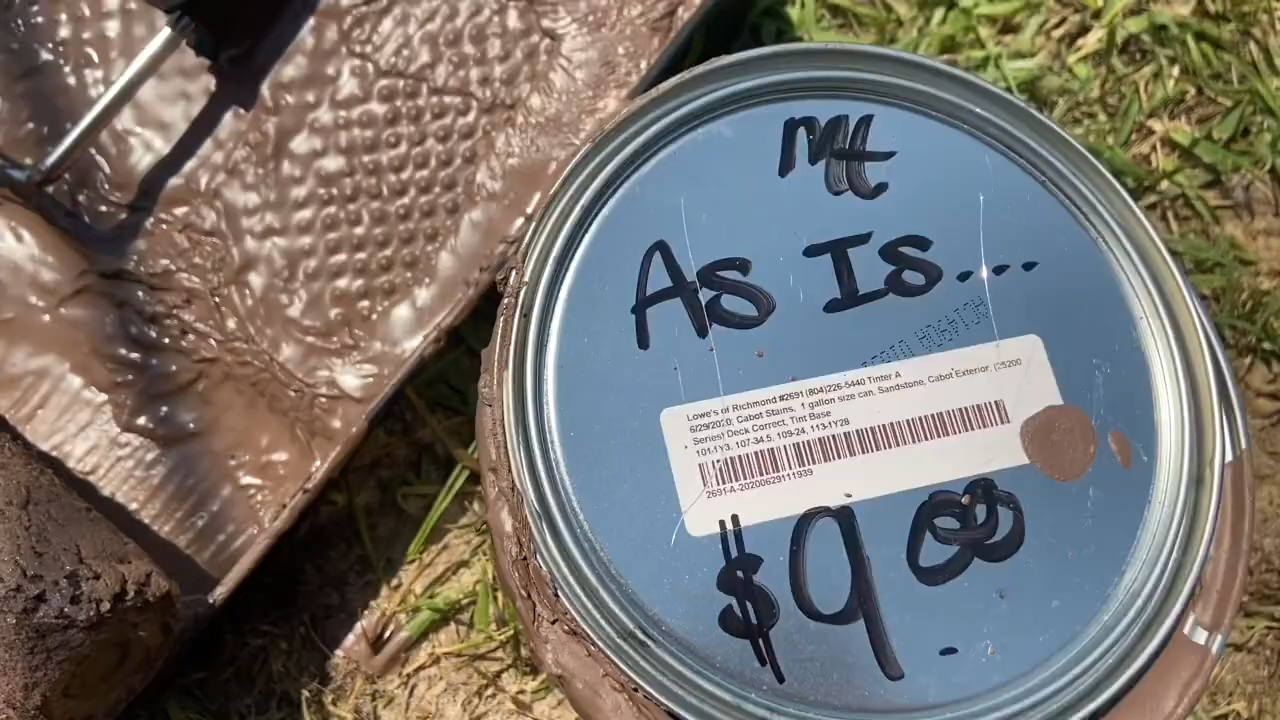 As Is....
Lowe's of Richmond #2691 (804)226-5440 Tinter A
6/29/2020, Cabot Stains, 1 gallon size can, Sandstone, Cabot Exterior, (25200
Series) Deck Correct, Tint Base
101-1Y3, 107-34.5, 109-24, 113-1Y28
2691-A-20200629111939
$9.00